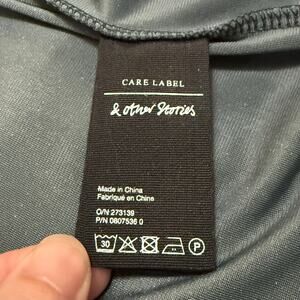 CARE LABEL
& other Stories
Made in China
Fabriqué en Chine
O/N 273139
P/N 0807536 0
30 P